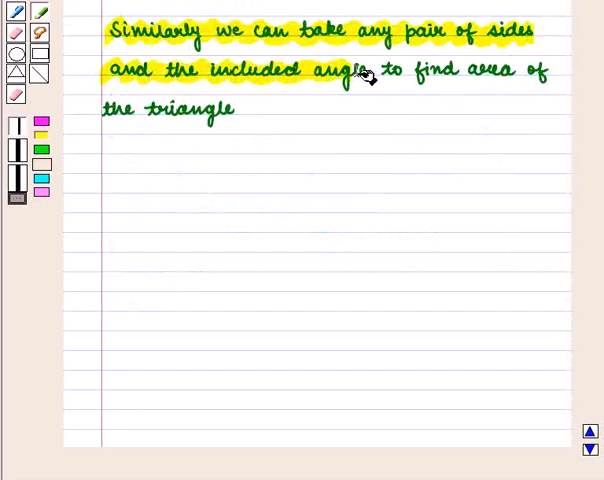 Similarly we can take any pair of sides
and the included angle to find area of
the triangle